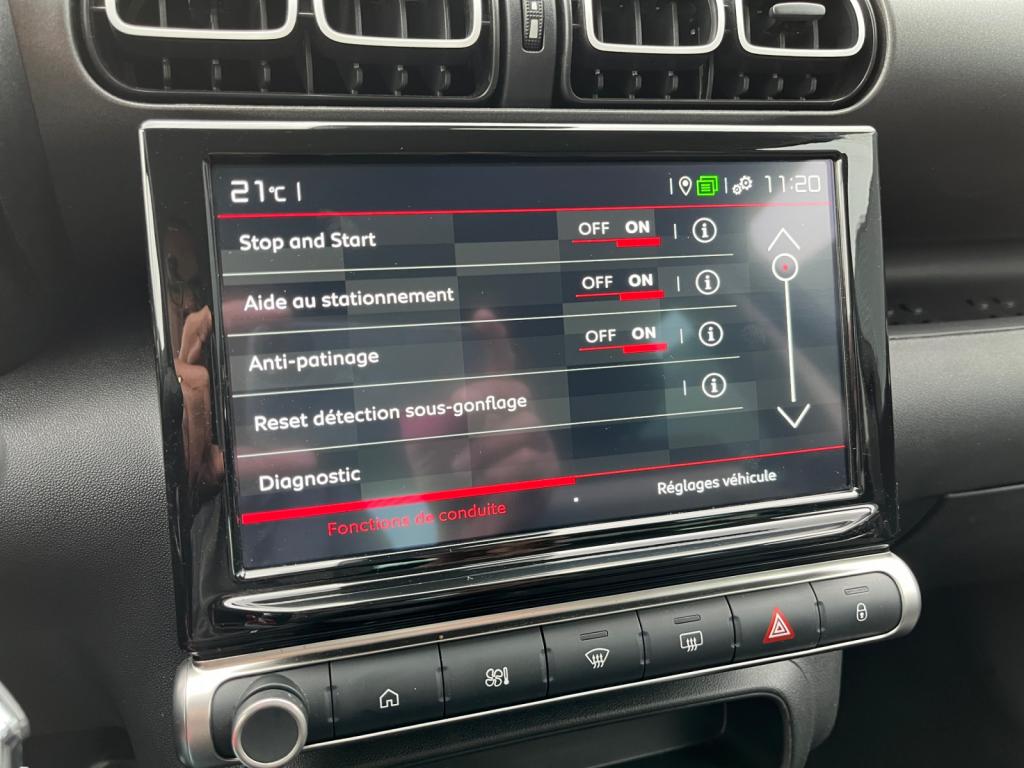 21°C 11:20
Stop and Start OFF ON
Aide au stationnement OFF ON
Anti-patinage OFF ON
Reset détection sous-gonflage
Diagnostic
Fonctions de conduite Réglages véhicule